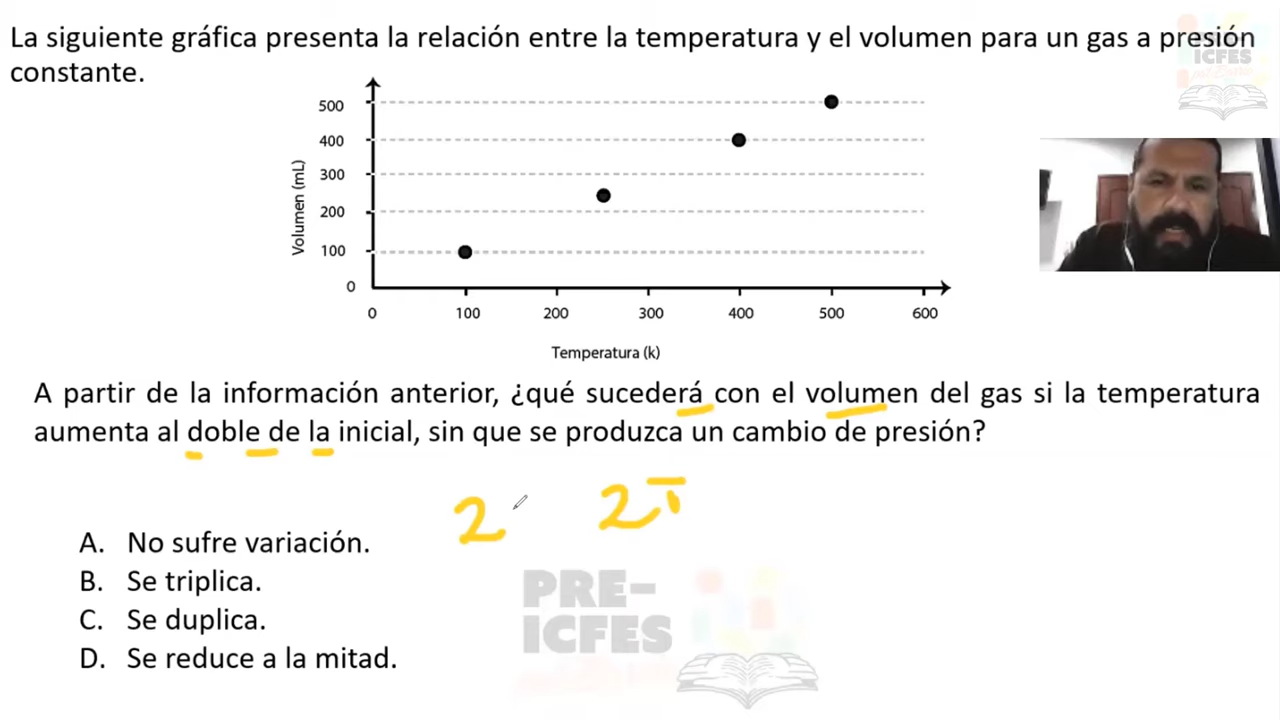 La siguiente gráfica presenta la relación entre la temperatura y el volumen para un gas a presión
constante.
PRE-
ICFES
500
400
300
200
100
0
Volumen (mL)
0 100 200 300 400 500 600
Temperatura (k)
A partir de la información anterior, ¿qué sucederá con el volumen del gas si la temperatura
aumenta al doble de la inicial, sin que se produzca un cambio de presión?
2 2T
A. No sufre variación.
B. Se triplica.
C. Se duplica.
D. Se reduce a la mitad.
PRE-
ICFES